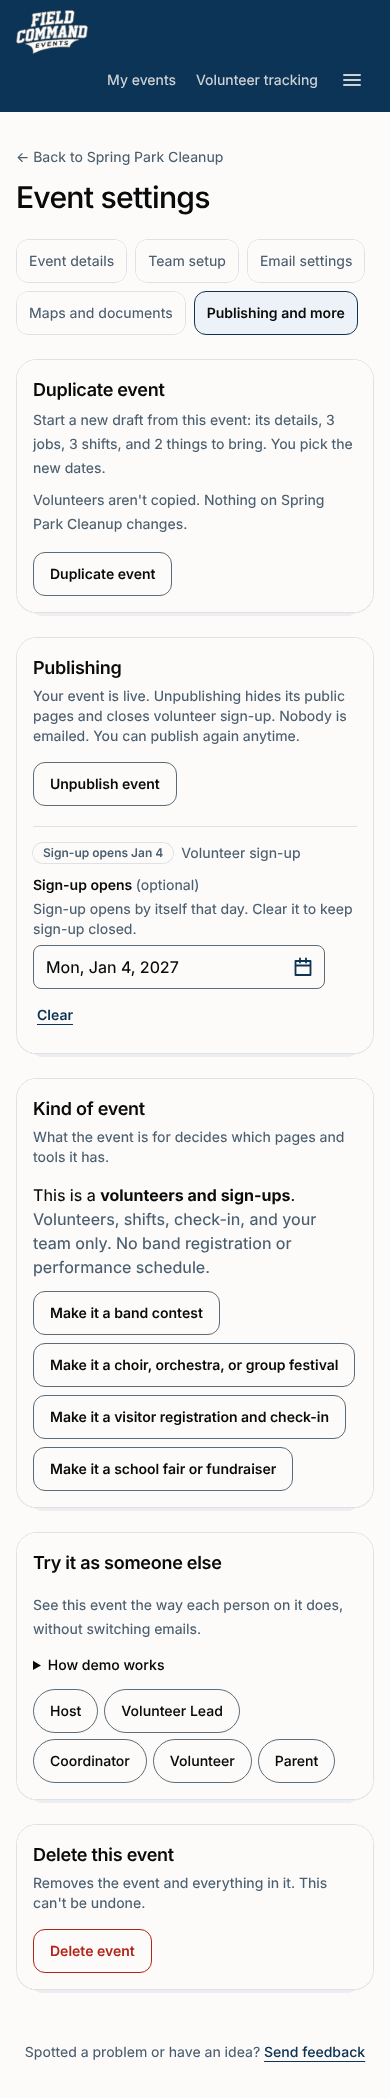 FIELD
COMMAND
EVENTS
My events Volunteer tracking
← Back to Spring Park Cleanup
Event settings
Event details Team setup Email settings
Maps and documents Publishing and more
Duplicate event
Start a new draft from this event: its details, 3
jobs, 3 shifts, and 2 things to bring. You pick the
new dates.
Volunteers aren't copied. Nothing on Spring
Park Cleanup changes.
Duplicate event
Publishing
Your event is live. Unpublishing hides its public
pages and closes volunteer sign-up. Nobody is
emailed. You can publish again anytime.
Unpublish event
Sign-up opens Jan 4 Volunteer sign-up
Sign-up opens (optional)
Sign-up opens by itself that day. Clear it to keep
sign-up closed.
Mon, Jan 4, 2027
Clear
Kind of event
What the event is for decides which pages and
tools it has.
This is a volunteers and sign-ups.
Volunteers, shifts, check-in, and your
team only. No band registration or
performance schedule.
Make it a band contest
Make it a choir, orchestra, or group festival
Make it a visitor registration and check-in
Make it a school fair or fundraiser
Try it as someone else
See this event the way each person on it does,
without switching emails.
How demo works
Host Volunteer Lead
Coordinator Volunteer Parent
Delete this event
Removes the event and everything in it. This
can't be undone.
Delete event
Spotted a problem or have an idea? Send feedback